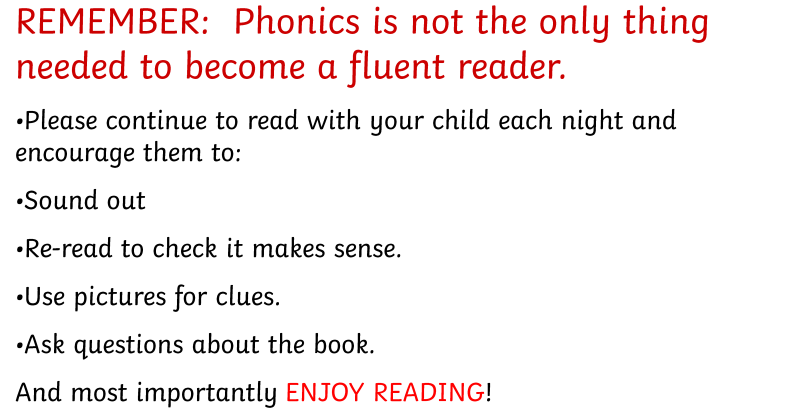 REMEMBER:  Phonics is not the only thing
needed to become a fluent reader.
•Please continue to read with your child each night and
encourage them to:
•Sound out
•Re-read to check it makes sense.
•Use pictures for clues.
•Ask questions about the book.
And most importantly ENJOY READING!